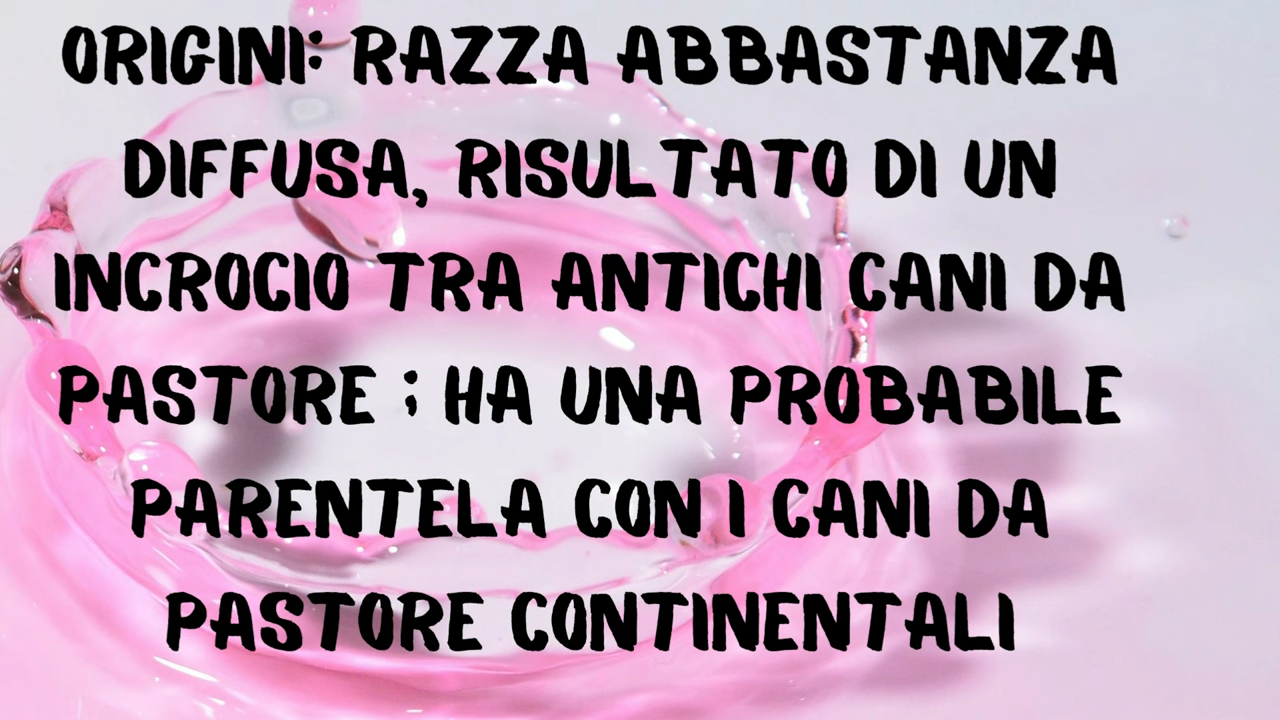 ORIGINI: RAZZA ABBASTANZA
DIFFUSA, RISULTATO DI UN
INCROCIO TRA ANTICHI CANI DA
PASTORE ; HA UNA PROBABILE
PARENTELA CON I CANI DA
PASTORE CONTINENTALI